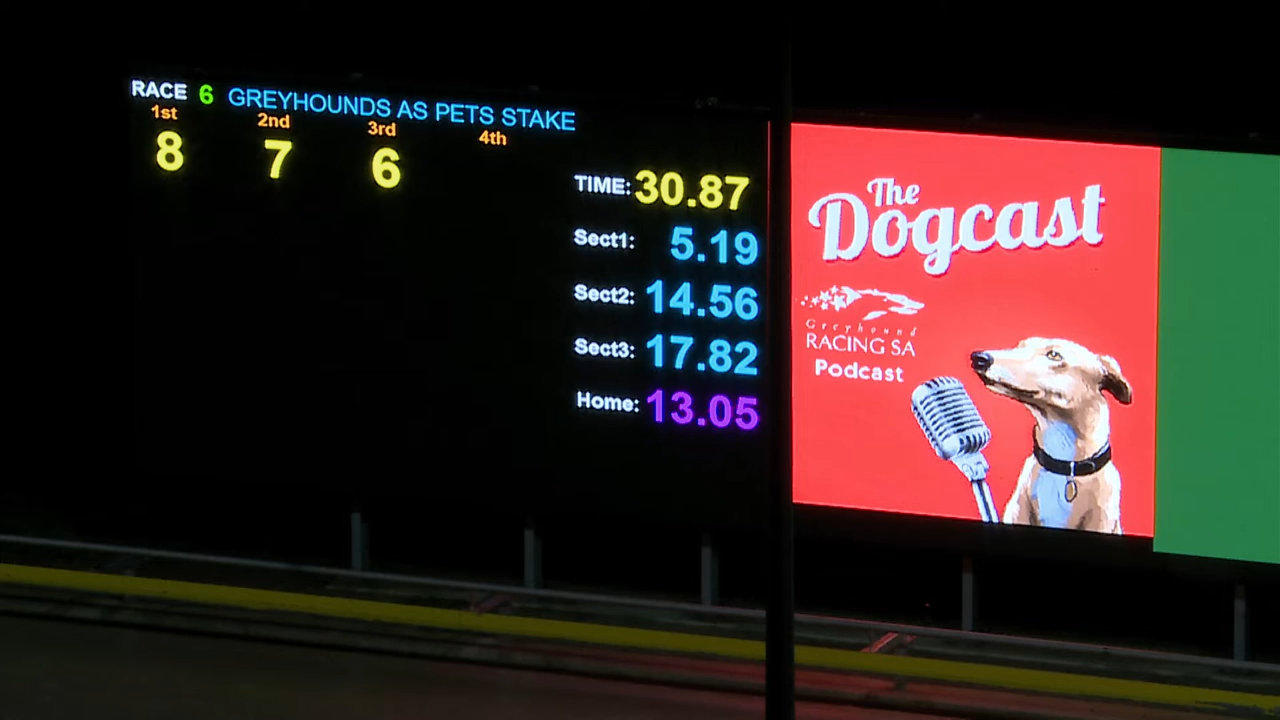 RACE 6 GREYHOUNDS AS PETS STAKE
1st 2nd 3rd 4th
8 7 6
TIME: 30.87
Sect1: 5.19
Sect2: 14.56
Sect3: 17.82
Home: 13.05
The
Dogcast
Greyhound
RACING SA
Podcast